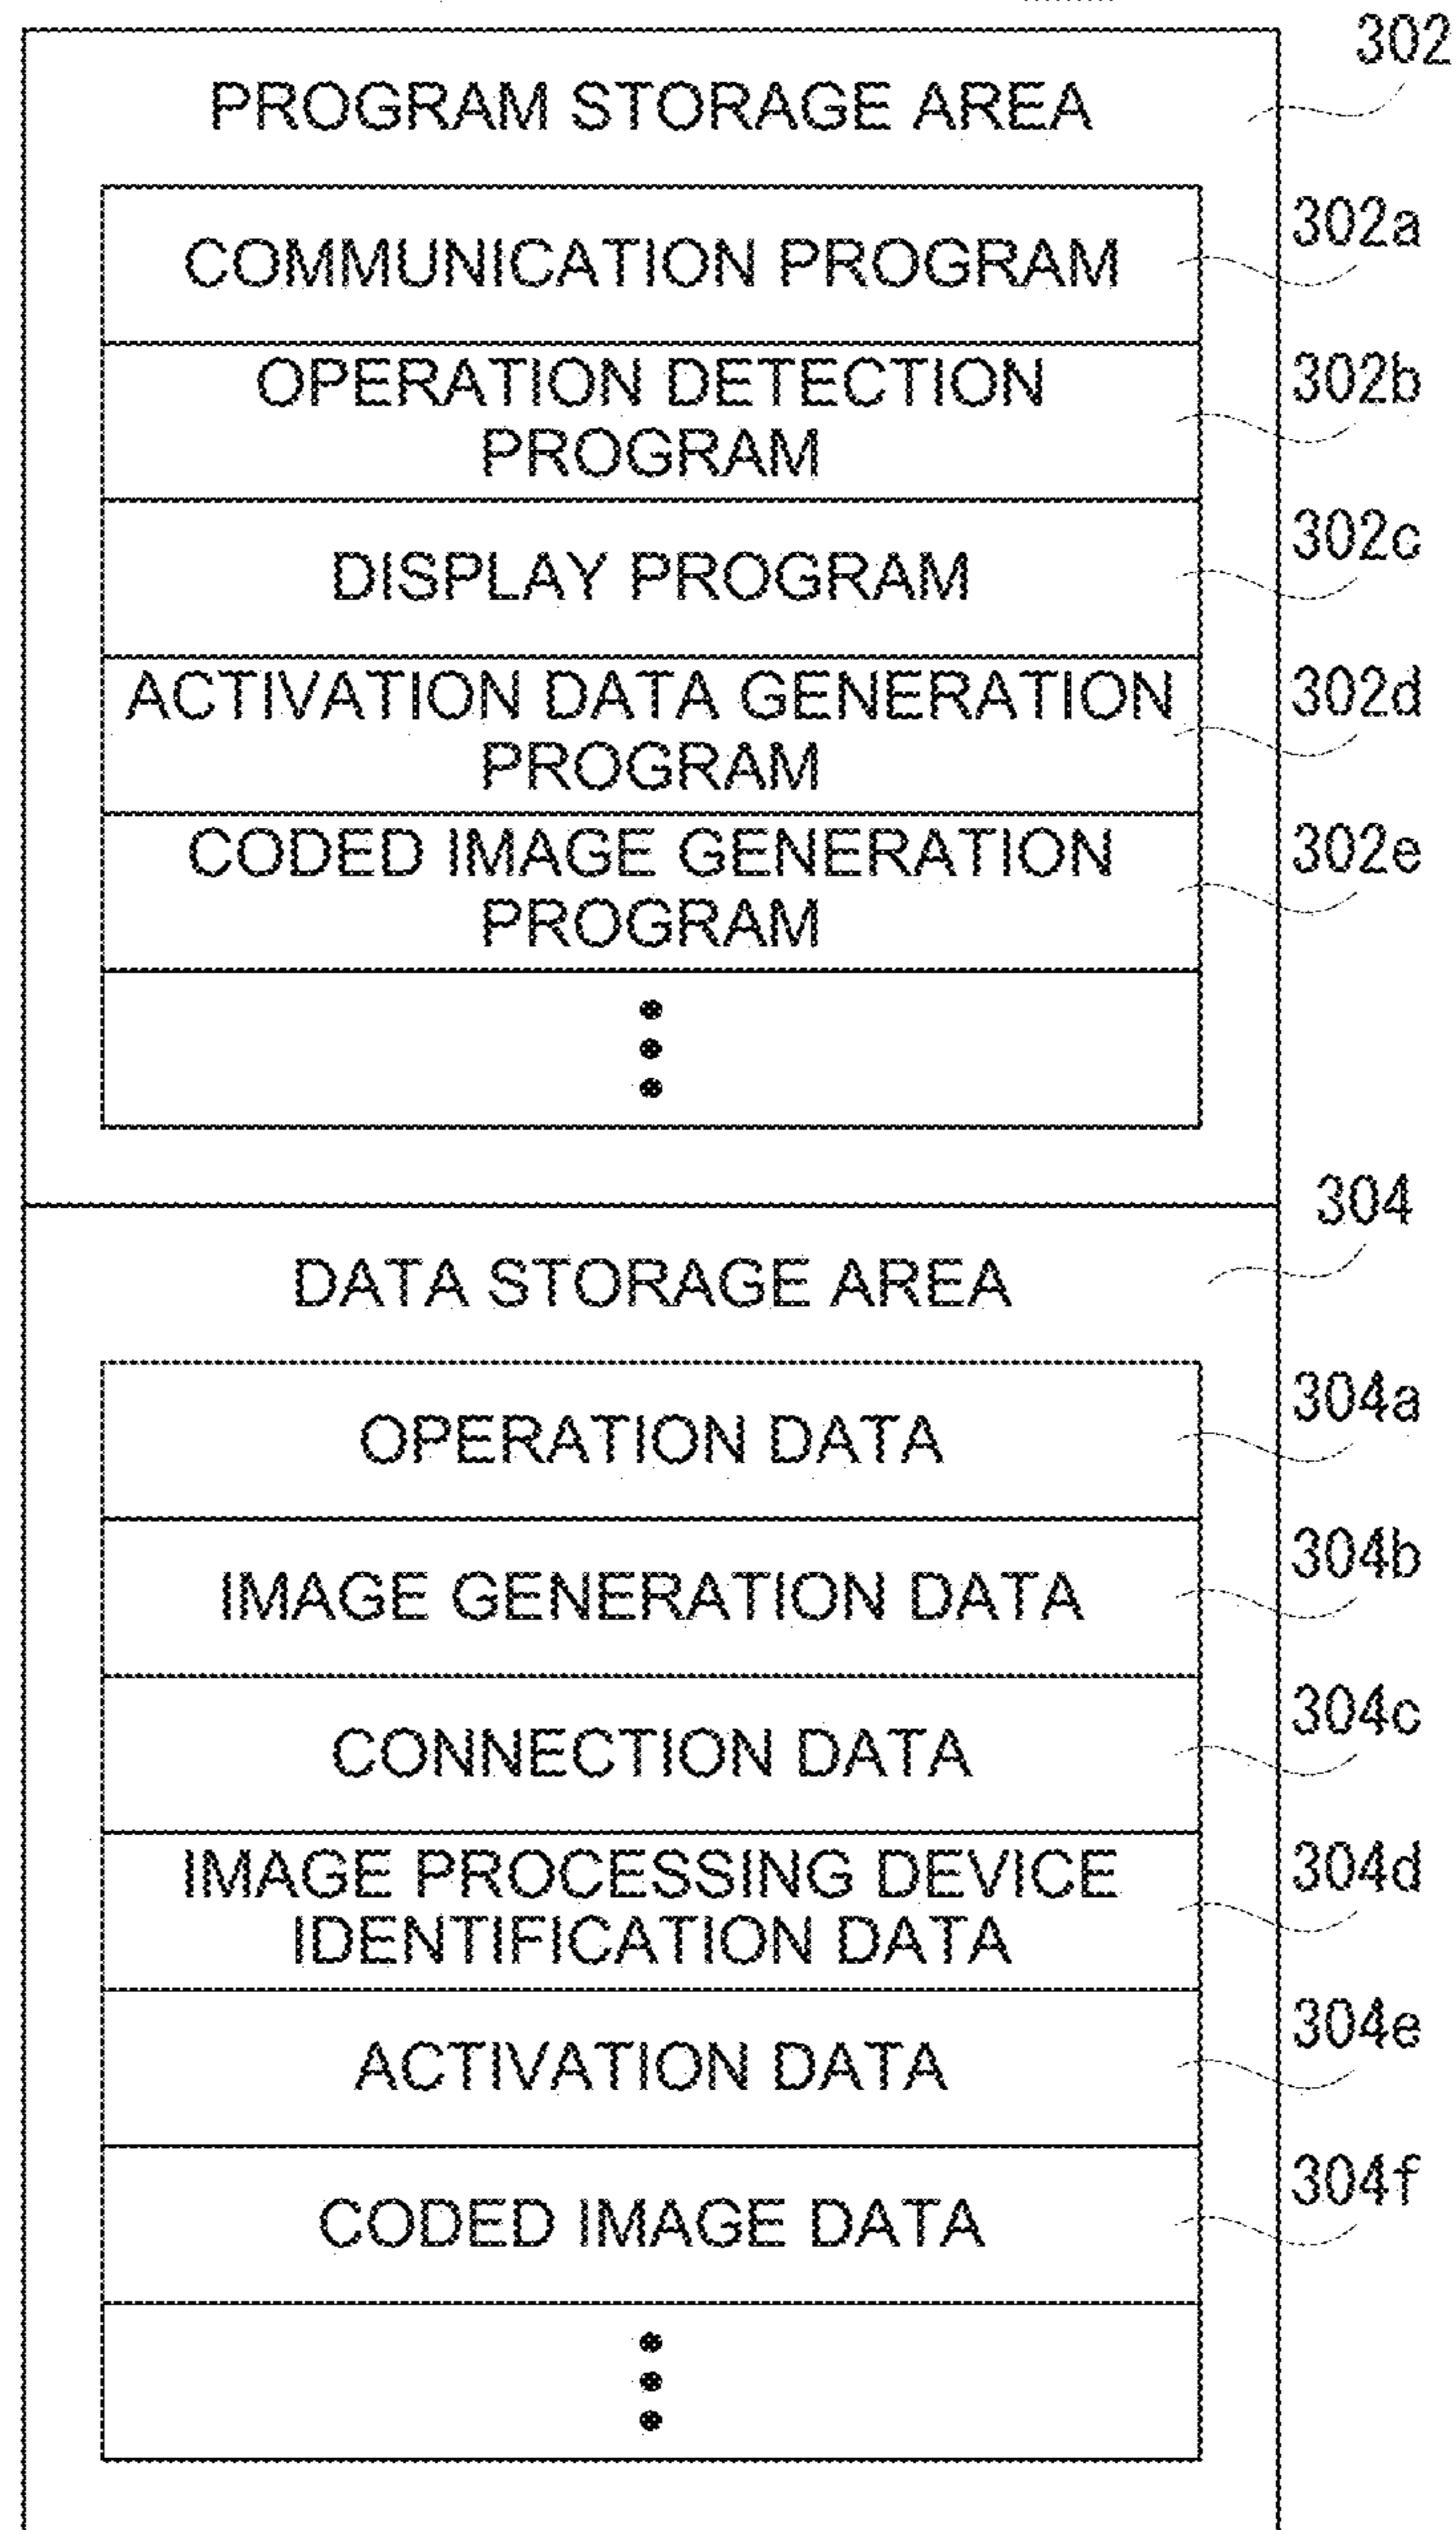 302
PROGRAM STORAGE AREA
302a
COMMUNICATION PROGRAM
302b
OPERATION DETECTION
PROGRAM
302c
DISPLAY PROGRAM
302d
ACTIVATION DATA GENERATION
PROGRAM
302e
CODED IMAGE GENERATION
PROGRAM
304
DATA STORAGE AREA
304a
OPERATION DATA
304b
IMAGE GENERATION DATA
304c
CONNECTION DATA
304d
IMAGE PROCESSING DEVICE
IDENTIFICATION DATA
304e
ACTIVATION DATA
304f
CODED IMAGE DATA